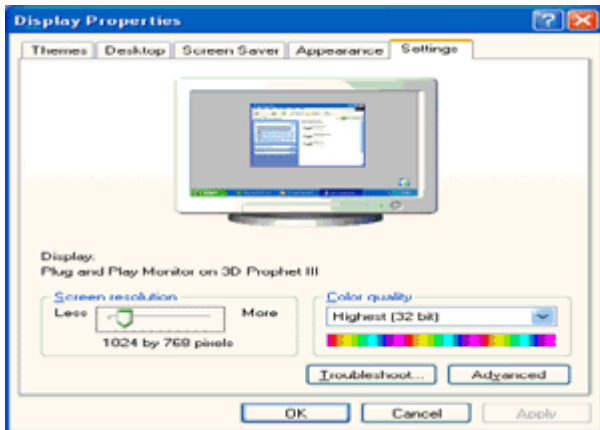 Display Properties
Themes Desktop Screen Saver Appearance Settings
Display:
Plug and Play Monitor on 3D Prophet III
Screen resolution
Less More
1024 by 768 pixels
Color quality
Highest (32 bit)
Troubleshoot... Advanced
OK Cancel Apply